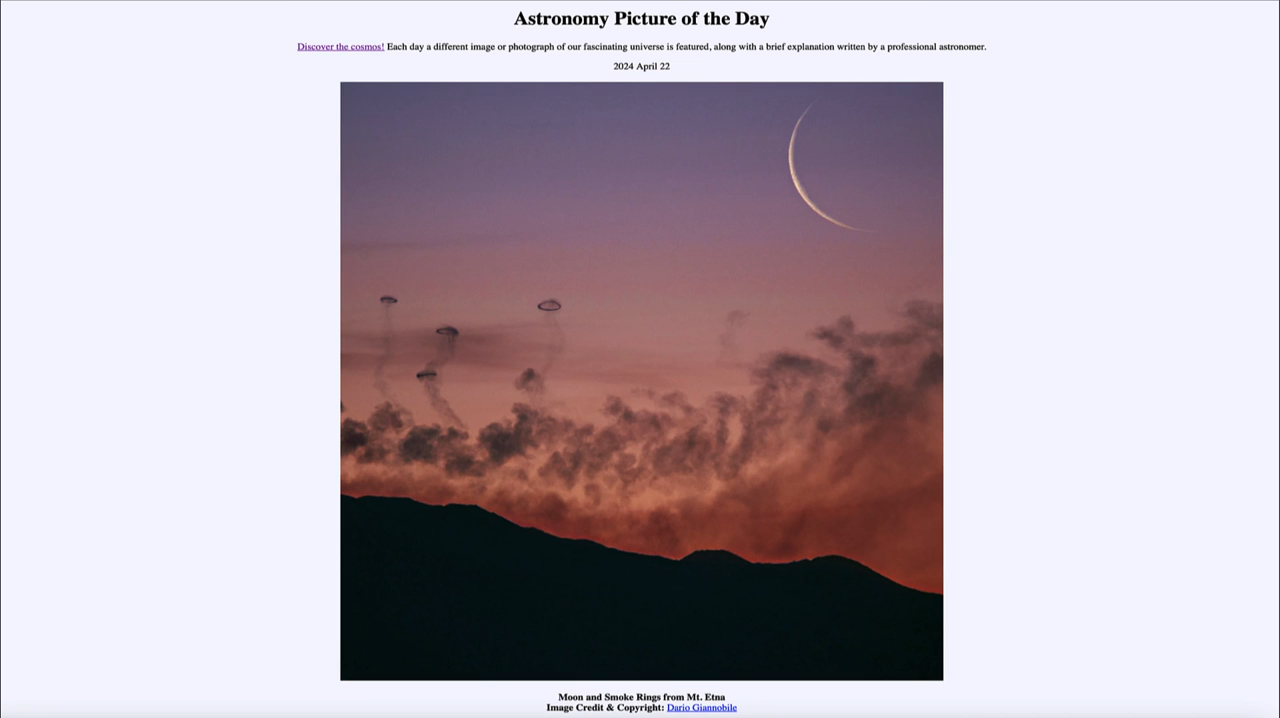 Astronomy Picture of the Day
Discover the cosmos! Each day a different image or photograph of our fascinating universe is featured, along with a brief explanation written by a professional astronomer.
2024 April 22
Moon and Smoke Rings from Mt. Etna
Image Credit & Copyright: Dario Giannobile